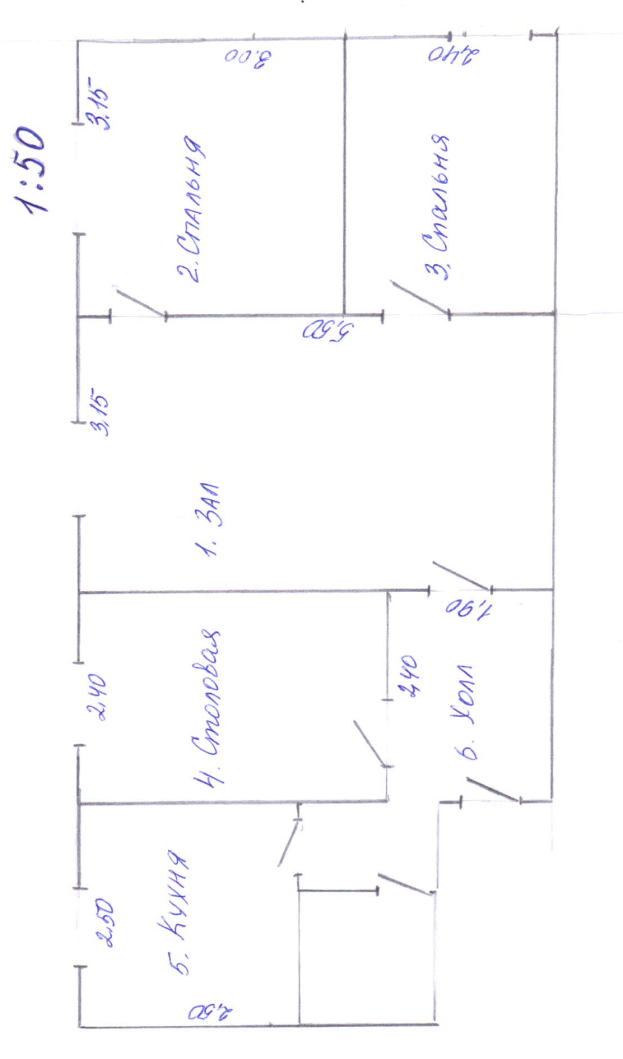 1:50
3.00
2,40
3.15
2. Спальня
3. Спальня
5,50
3,15
1. Зал
1,90
2.40
4. Столовая
2,40
6. Холл
2.50
5. Кухня
2,50